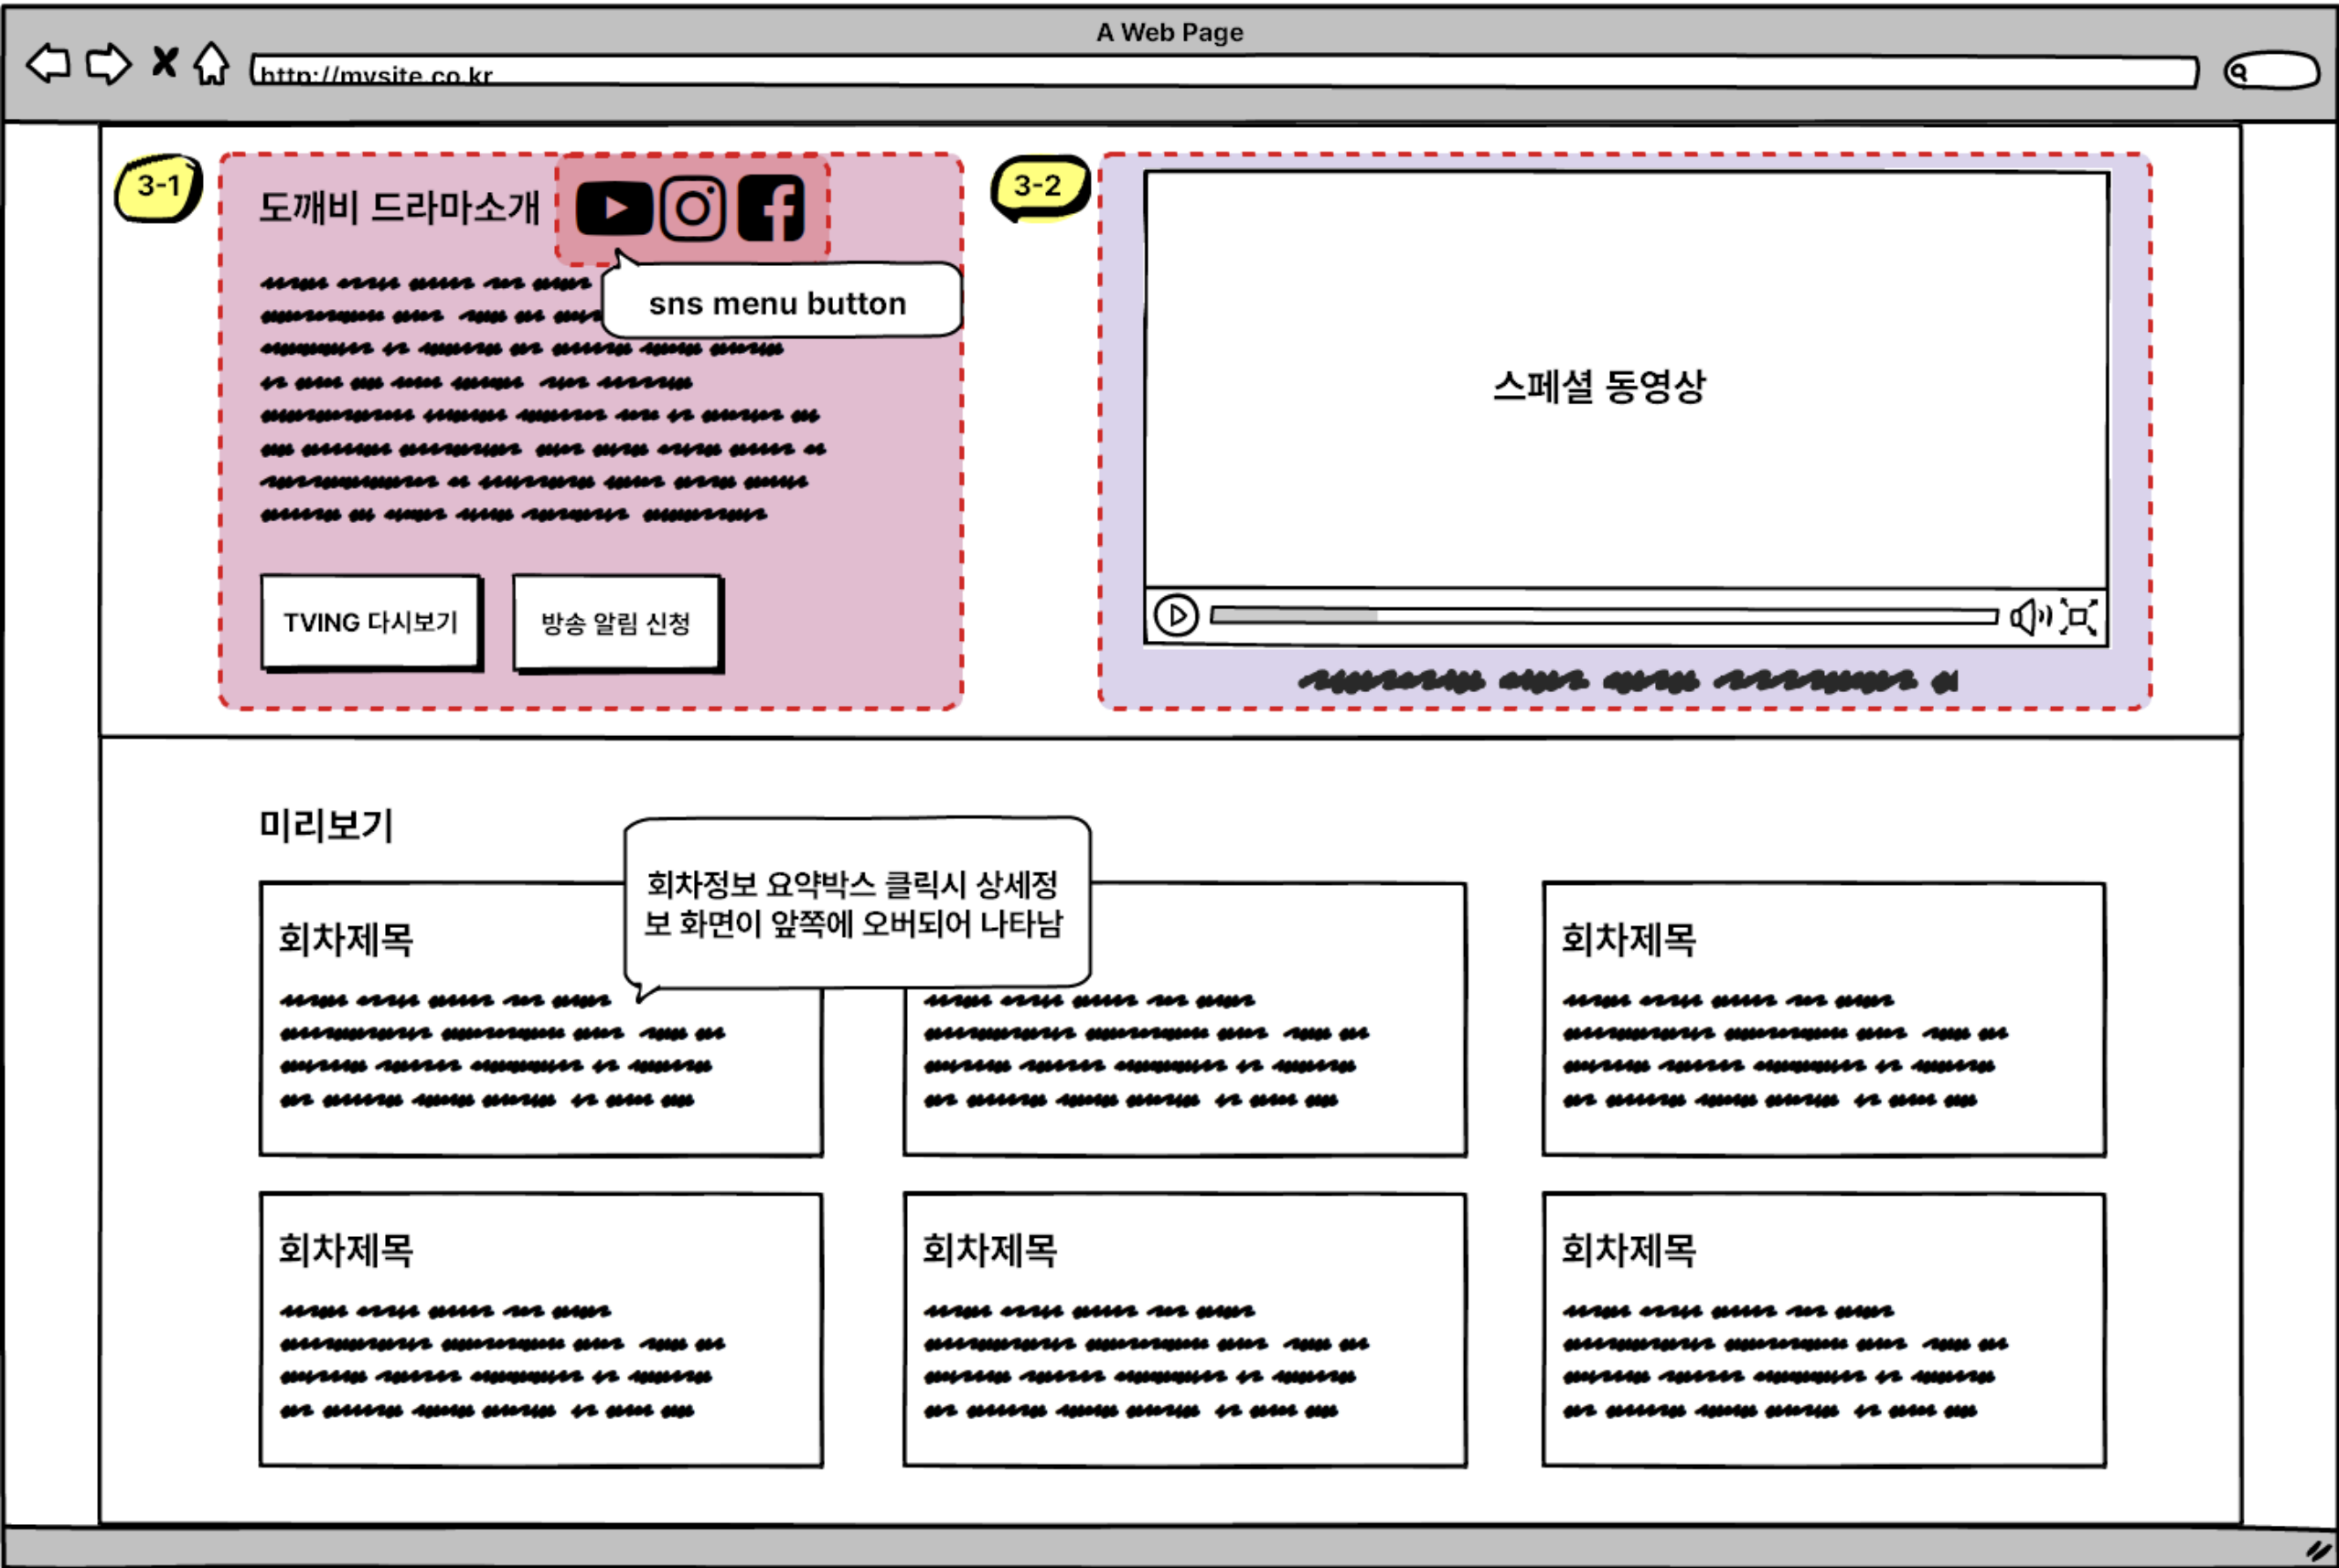 A Web Page
http://mysite.co.kr
3-1
도깨비 드라마소개
sns menu button
TVING 다시보기
방송 알림 신청
3-2
스페셜 동영상
미리보기
회차정보 요약박스 클릭시 상세정
보 화면이 앞쪽에 오버되어 나타남
회차제목
회차제목
회차제목
회차제목
회차제목